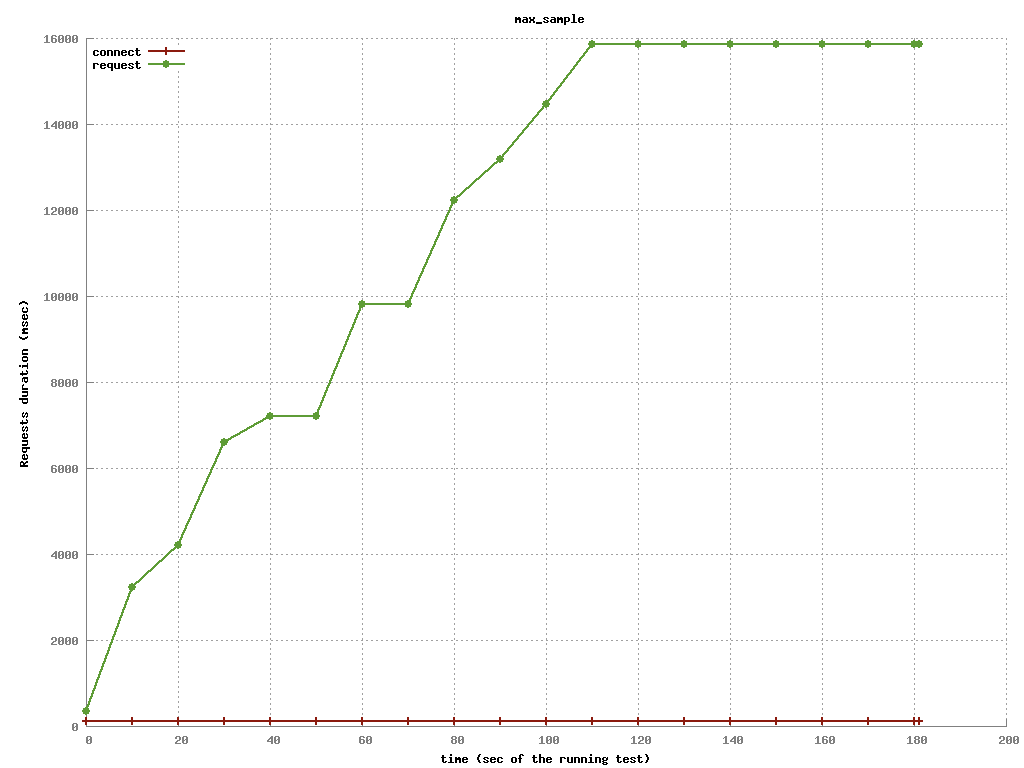 max_sample
connect
request
16000
14000
12000
10000
8000
6000
4000
2000
0
Requests duration (msec)
0 20 40 60 80 100 120 140 160 180 200
time (sec of the running test)